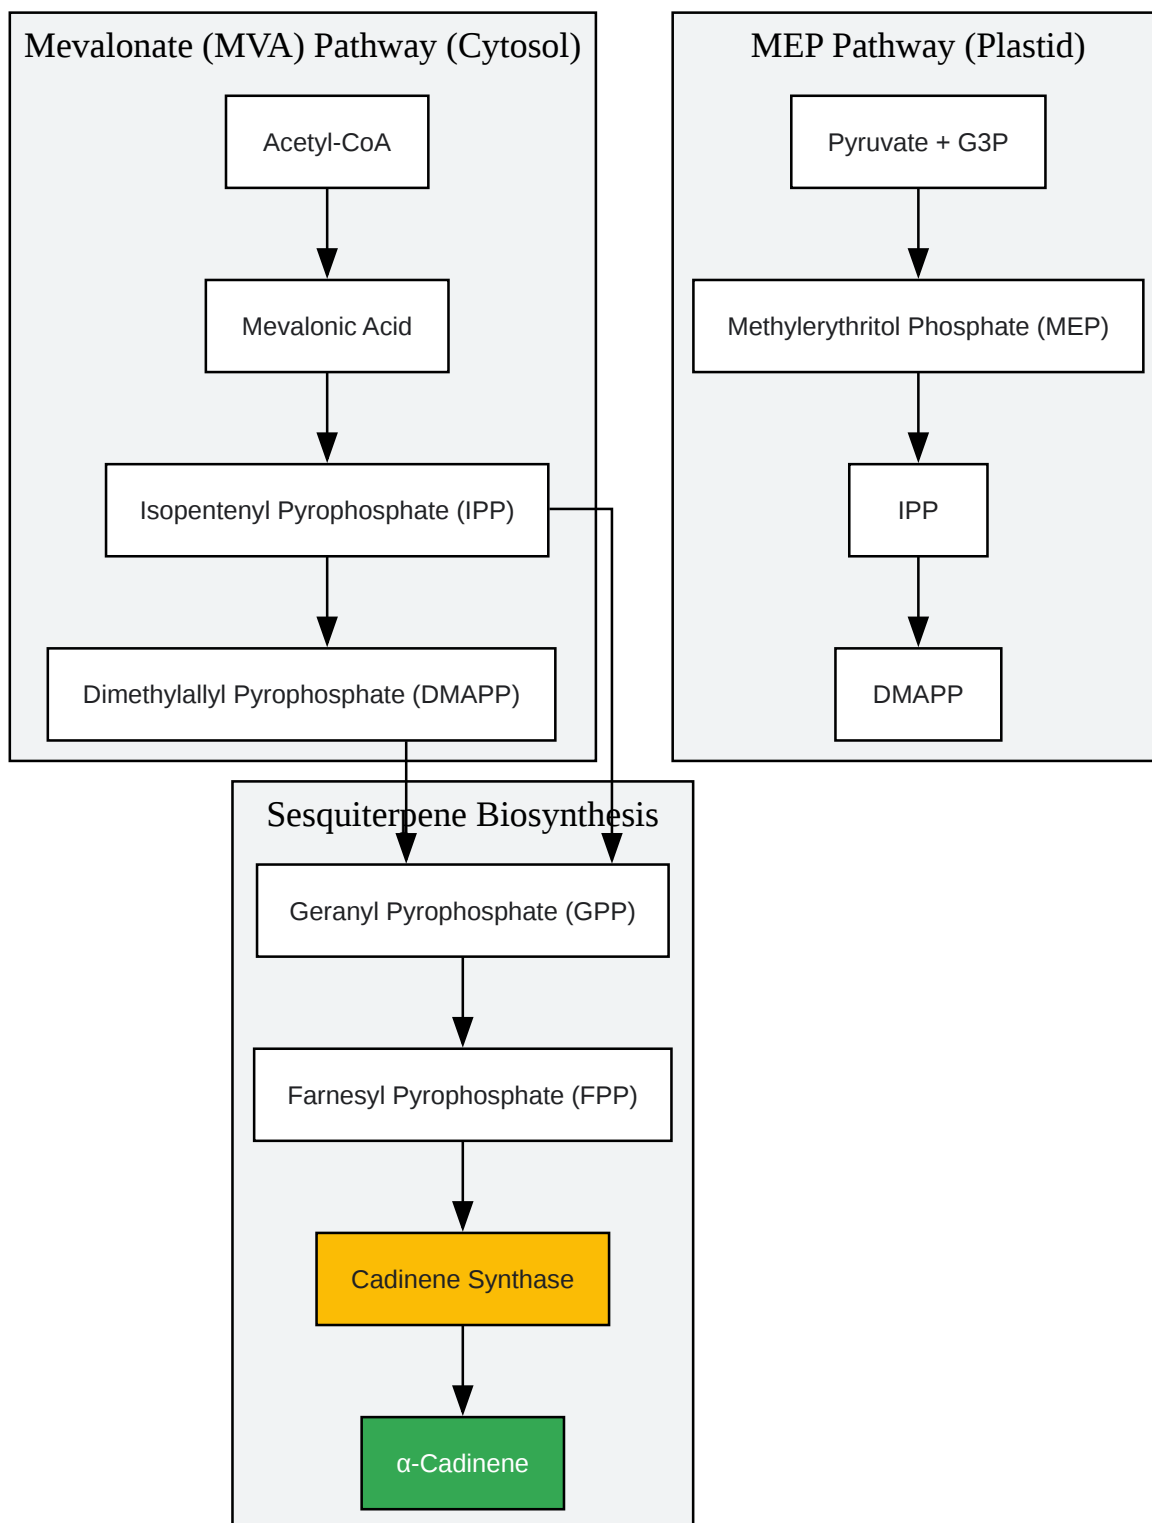 Mevalonate (MVA) Pathway (Cytosol)
Acetyl-CoA
Mevalonic Acid
Isopentenyl Pyrophosphate (IPP)
Dimethylallyl Pyrophosphate (DMAPP)
MEP Pathway (Plastid)
Pyruvate + G3P
Methylerythritol Phosphate (MEP)
IPP
DMAPP
Sesquiterpene Biosynthesis
Geranyl Pyrophosphate (GPP)
Farnesyl Pyrophosphate (FPP)
Cadinene Synthase
α-Cadinene